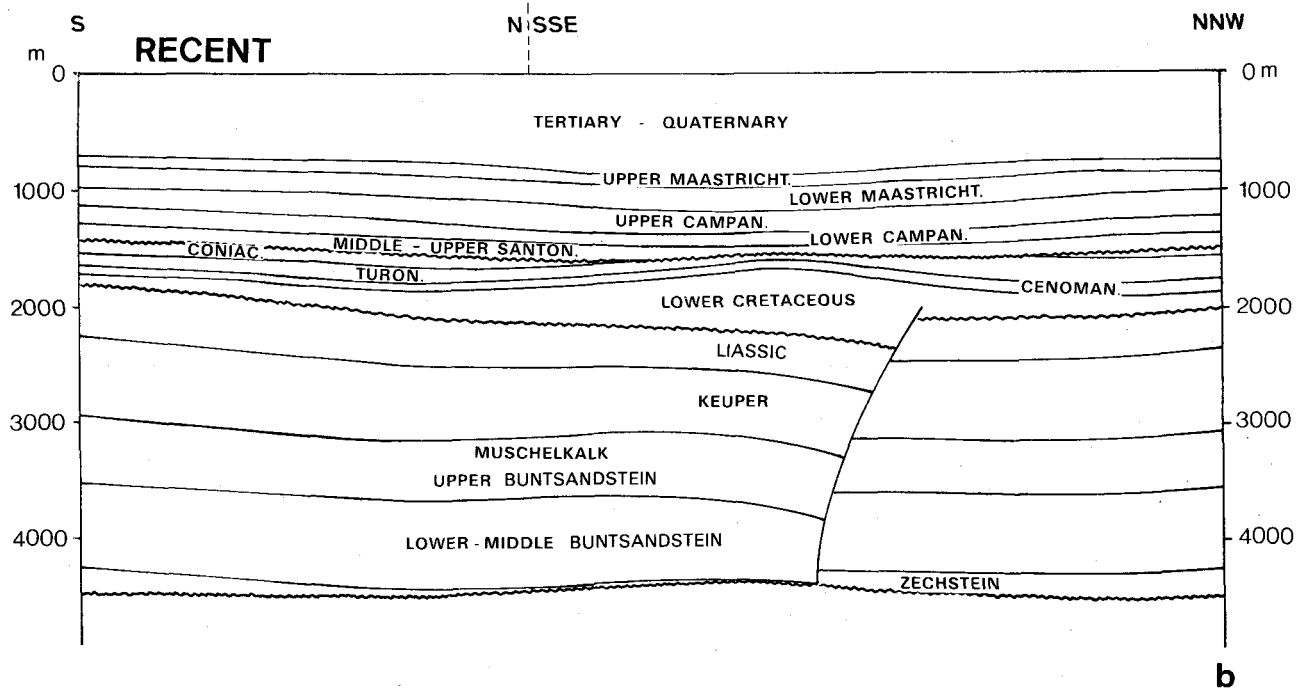 S
N SSE
NNW
m
RECENT
0
0 m
TERTIARY - QUATERNARY
UPPER MAASTRICHT.
1000
LOWER MAASTRICHT.
1000
UPPER CAMPAN.
LOWER CAMPAN.
MIDDLE - UPPER SANTON.
CONIAC.
TURON.
CENOMAN.
2000
LOWER CRETACEOUS
2000
LIASSIC
KEUPER
3000
3000
MUSCHELKALK
UPPER BUNTSANDSTEIN
4000
LOWER - MIDDLE BUNTSANDSTEIN
4000
ZECHSTEIN
b